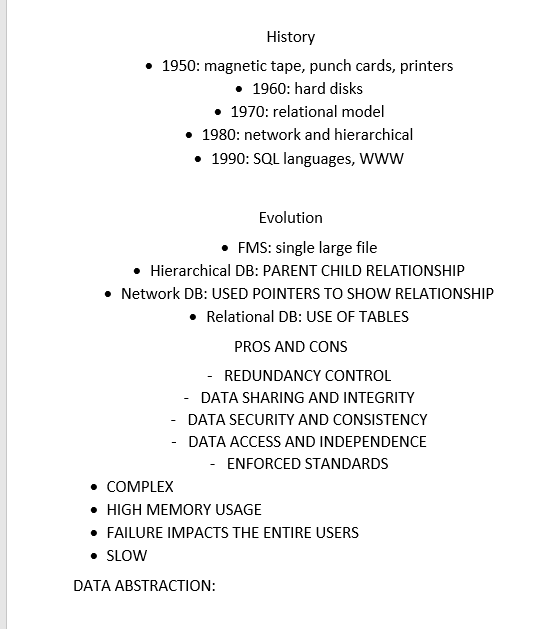 History
• 1950: magnetic tape, punch cards, printers
• 1960: hard disks
• 1970: relational model
• 1980: network and hierarchical
• 1990: SQL languages, WWW
Evolution
• FMS: single large file
• Hierarchical DB: PARENT CHILD RELATIONSHIP
• Network DB: USED POINTERS TO SHOW RELATIONSHIP
• Relational DB: USE OF TABLES
PROS AND CONS
- REDUNDANCY CONTROL
- DATA SHARING AND INTEGRITY
- DATA SECURITY AND CONSISTENCY
- DATA ACCESS AND INDEPENDENCE
- ENFORCED STANDARDS
• COMPLEX
• HIGH MEMORY USAGE
• FAILURE IMPACTS THE ENTIRE USERS
• SLOW
DATA ABSTRACTION: